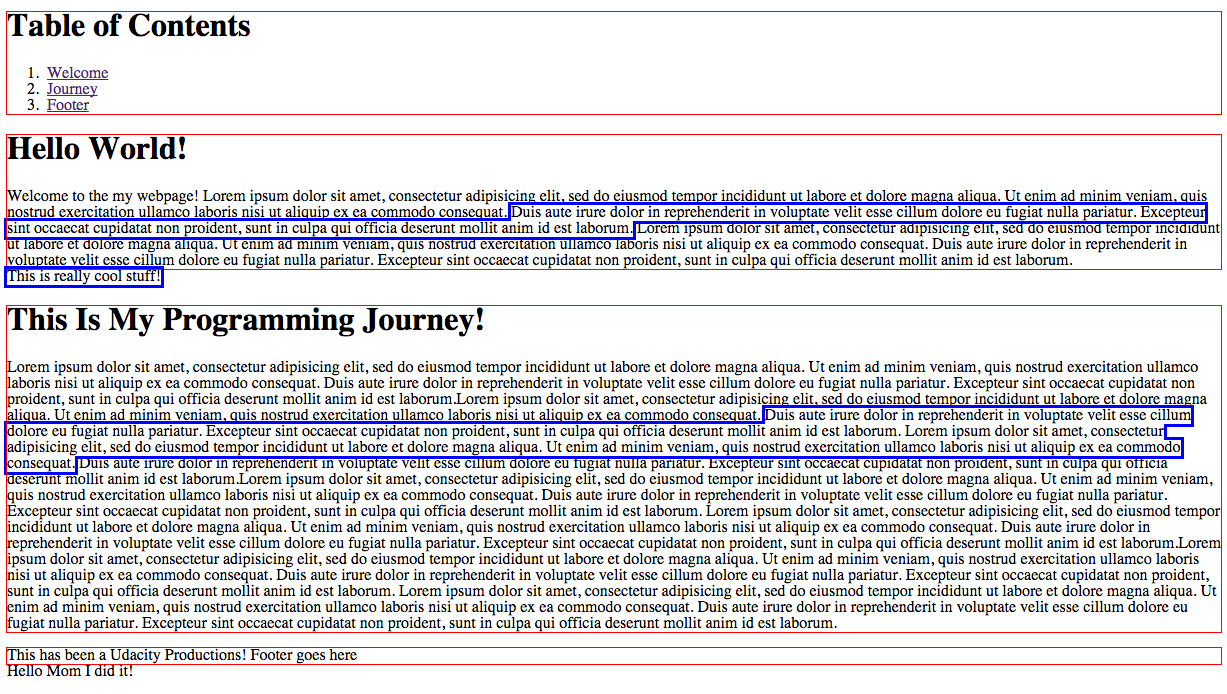 Table of Contents
1. Welcome
2. Journey
3. Footer
Hello World!
Welcome to the my webpage! Lorem ipsum dolor sit amet, consectetur adipisicing elit, sed do eiusmod tempor incididunt ut labore et dolore magna aliqua. Ut enim ad minim veniam, quis
nostrud exercitation ullamco laboris nisi ut aliquip ex ea commodo consequat. Duis aute irure dolor in reprehenderit in voluptate velit esse cillum dolore eu fugiat nulla pariatur. Excepteur
sint occaecat cupidatat non proident, sunt in culpa qui officia deserunt mollit anim id est laborum. Lorem ipsum dolor sit amet, consectetur adipisicing elit, sed do eiusmod tempor incididunt
ut labore et dolore magna aliqua. Ut enim ad minim veniam, quis nostrud exercitation ullamco laboris nisi ut aliquip ex ea commodo consequat. Duis aute irure dolor in reprehenderit in
voluptate velit esse cillum dolore eu fugiat nulla pariatur. Excepteur sint occaecat cupidatat non proident, sunt in culpa qui officia deserunt mollit anim id est laborum.
This is really cool stuff!
This Is My Programming Journey!
Lorem ipsum dolor sit amet, consectetur adipisicing elit, sed do eiusmod tempor incididunt ut labore et dolore magna aliqua. Ut enim ad minim veniam, quis nostrud exercitation ullamco
laboris nisi ut aliquip ex ea commodo consequat. Duis aute irure dolor in reprehenderit in voluptate velit esse cillum dolore eu fugiat nulla pariatur. Excepteur sint occaecat cupidatat non
proident, sunt in culpa qui officia deserunt mollit anim id est laborum.Lorem ipsum dolor sit amet, consectetur adipisicing elit, sed do eiusmod tempor incididunt ut labore et dolore magna
aliqua. Ut enim ad minim veniam, quis nostrud exercitation ullamco laboris nisi ut aliquip ex ea commodo consequat. Duis aute irure dolor in reprehenderit in voluptate velit esse cillum
dolore eu fugiat nulla pariatur. Excepteur sint occaecat cupidatat non proident, sunt in culpa qui officia deserunt mollit anim id est laborum. Lorem ipsum dolor sit amet, consectetur
adipisicing elit, sed do eiusmod tempor incididunt ut labore et dolore magna aliqua. Ut enim ad minim veniam, quis nostrud exercitation ullamco laboris nisi ut aliquip ex ea commodo
consequat. Duis aute irure dolor in reprehenderit in voluptate velit esse cillum dolore eu fugiat nulla pariatur. Excepteur sint occaecat cupidatat non proident, sunt in culpa qui officia
deserunt mollit anim id est laborum.Lorem ipsum dolor sit amet, consectetur adipisicing elit, sed do eiusmod tempor incididunt ut labore et dolore magna aliqua. Ut enim ad minim veniam,
quis nostrud exercitation ullamco laboris nisi ut aliquip ex ea commodo consequat. Duis aute irure dolor in reprehenderit in voluptate velit esse cillum dolore eu fugiat nulla pariatur.
Excepteur sint occaecat cupidatat non proident, sunt in culpa qui officia deserunt mollit anim id est laborum. Lorem ipsum dolor sit amet, consectetur adipisicing elit, sed do eiusmod tempor
incididunt ut labore et dolore magna aliqua. Ut enim ad minim veniam, quis nostrud exercitation ullamco laboris nisi ut aliquip ex ea commodo consequat. Duis aute irure dolor in
reprehenderit in voluptate velit esse cillum dolore eu fugiat nulla pariatur. Excepteur sint occaecat cupidatat non proident, sunt in culpa qui officia deserunt mollit anim id est laborum.Lorem
ipsum dolor sit amet, consectetur adipisicing elit, sed do eiusmod tempor incididunt ut labore et dolore magna aliqua. Ut enim ad minim veniam, quis nostrud exercitation ullamco laboris
nisi ut aliquip ex ea commodo consequat. Duis aute irure dolor in reprehenderit in voluptate velit esse cillum dolore eu fugiat nulla pariatur. Excepteur sint occaecat cupidatat non proident,
sunt in culpa qui officia deserunt mollit anim id est laborum. Lorem ipsum dolor sit amet, consectetur adipisicing elit, sed do eiusmod tempor incididunt ut labore et dolore magna aliqua. Ut
enim ad minim veniam, quis nostrud exercitation ullamco laboris nisi ut aliquip ex ea commodo consequat. Duis aute irure dolor in reprehenderit in voluptate velit esse cillum dolore eu
fugiat nulla pariatur. Excepteur sint occaecat cupidatat non proident, sunt in culpa qui officia deserunt mollit anim id est laborum.
This has been a Udacity Productions! Footer goes here
Hello Mom I did it!